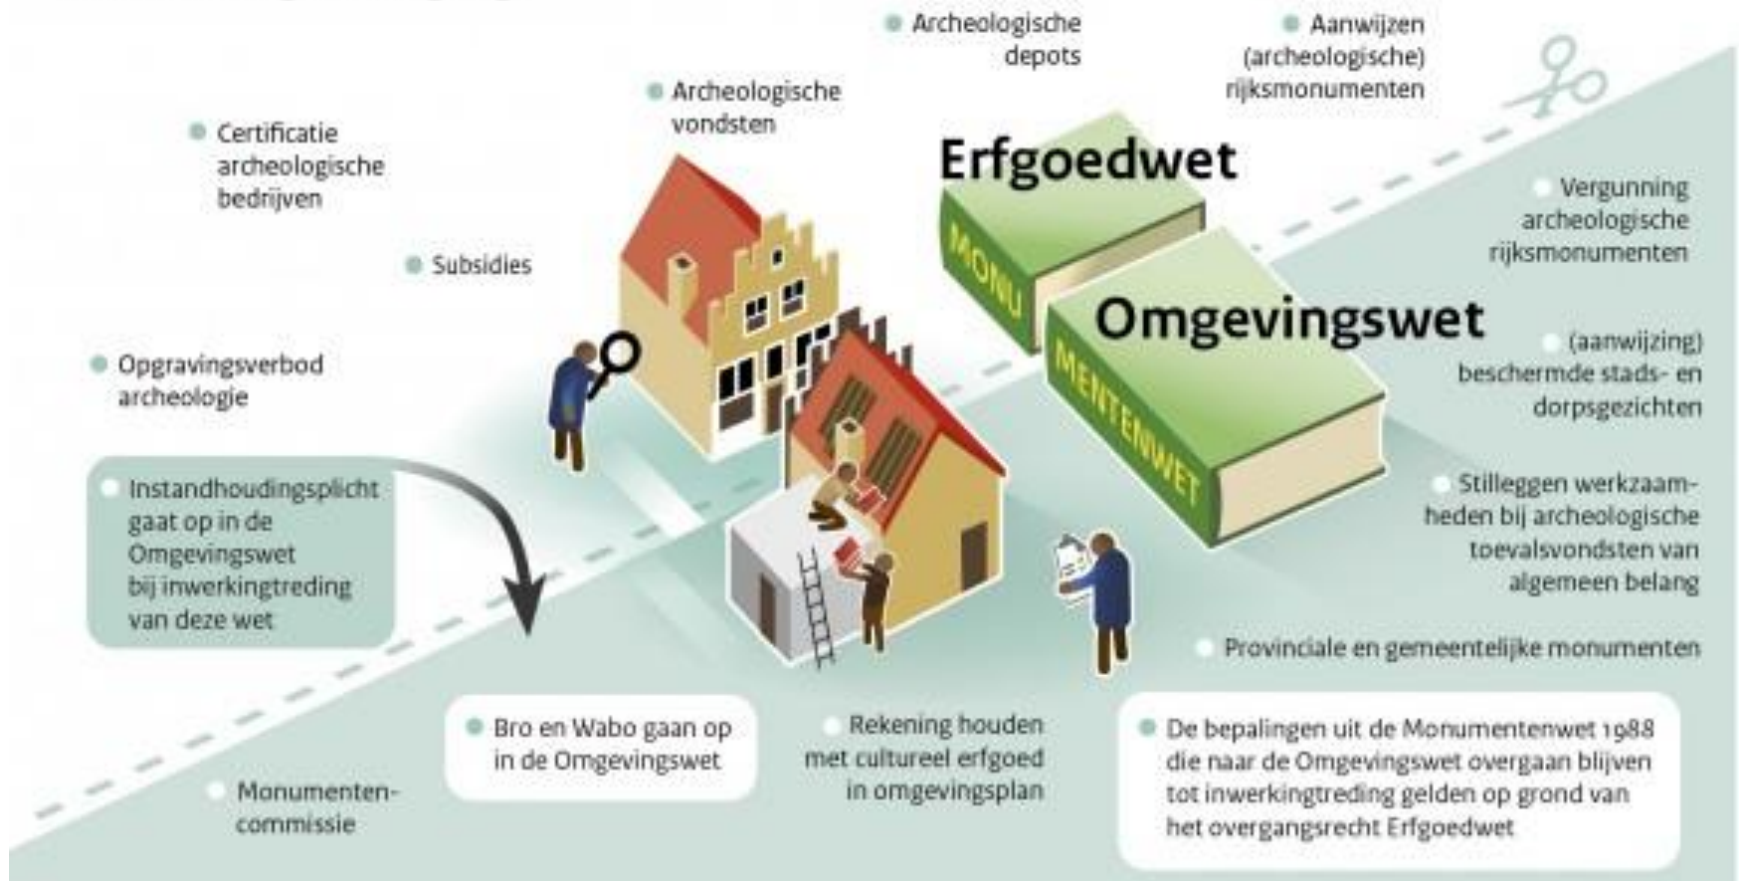 Archeologische
depots
Aanwijzen
(archeologische)
rijksmonumenten
Archeologische
vondsten
Certificatie
archeologische
bedrijven
Subsidies
Opgravingsverbod
archeologie
Erfgoedwet
MONU
Omgevingswet
MENTENWET
Vergunning
archeologische
rijksmonumenten
(aanwijzing)
beschermde stads- en
dorpsgezichten
Instandhoudingsplicht
gaat op in de
Omgevingswet
bij inwerkingtreding
van deze wet
Stilleggen werkzaam-
heden bij archeologische
toevalsvondsten van
algemeen belang
Provinciale en gemeentelijke monumenten
Monumenten-
commissie
Bro en Wabo gaan op
in de Omgevingswet
Rekening houden
met cultureel erfgoed
in omgevingsplan
De bepalingen uit de Monumentenwet 1988
die naar de Omgevingswet overgaan blijven
tot inwerkingtreding gelden op grond van
het overgangsrecht Erfgoedwet